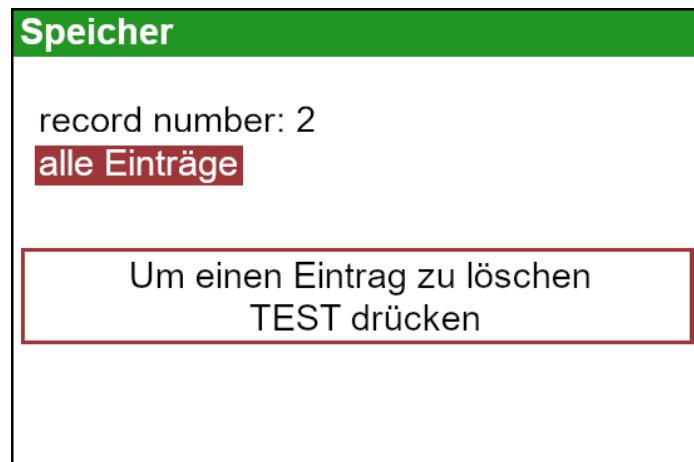 Speicher
record number: 2
alle Einträge
Um einen Eintrag zu löschen
TEST drücken